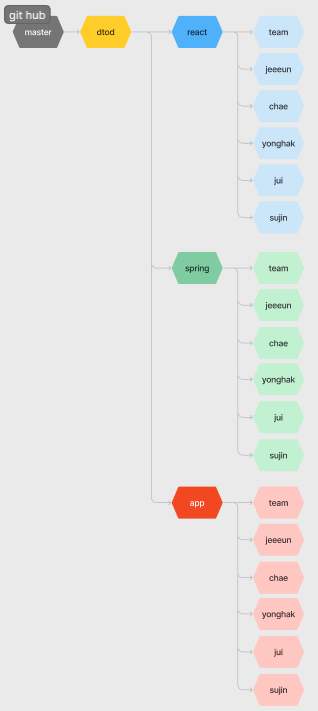 git hub
master
dtod
react
team
jeeeun
chae
yonghak
jui
sujin
spring
team
jeeeun
chae
yonghak
jui
sujin
app
team
jeeeun
chae
yonghak
jui
sujin